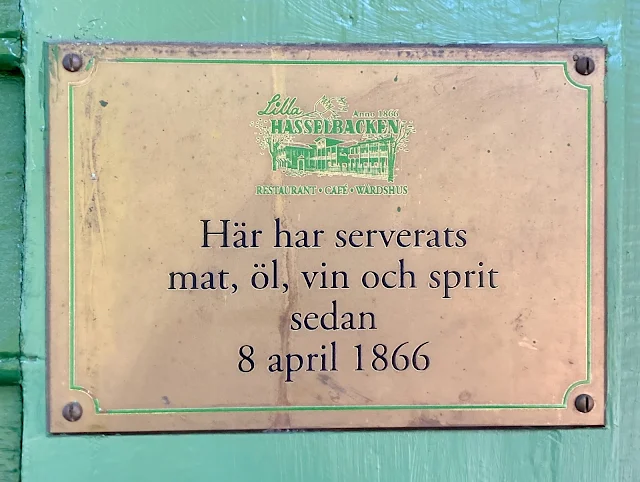 Lilla
Anno 1866
HASSELBACKEN
RESTAURANT • CAFÉ • WÄRDSHUS
Här har serverats
mat, öl, vin och sprit
sedan
8 april 1866